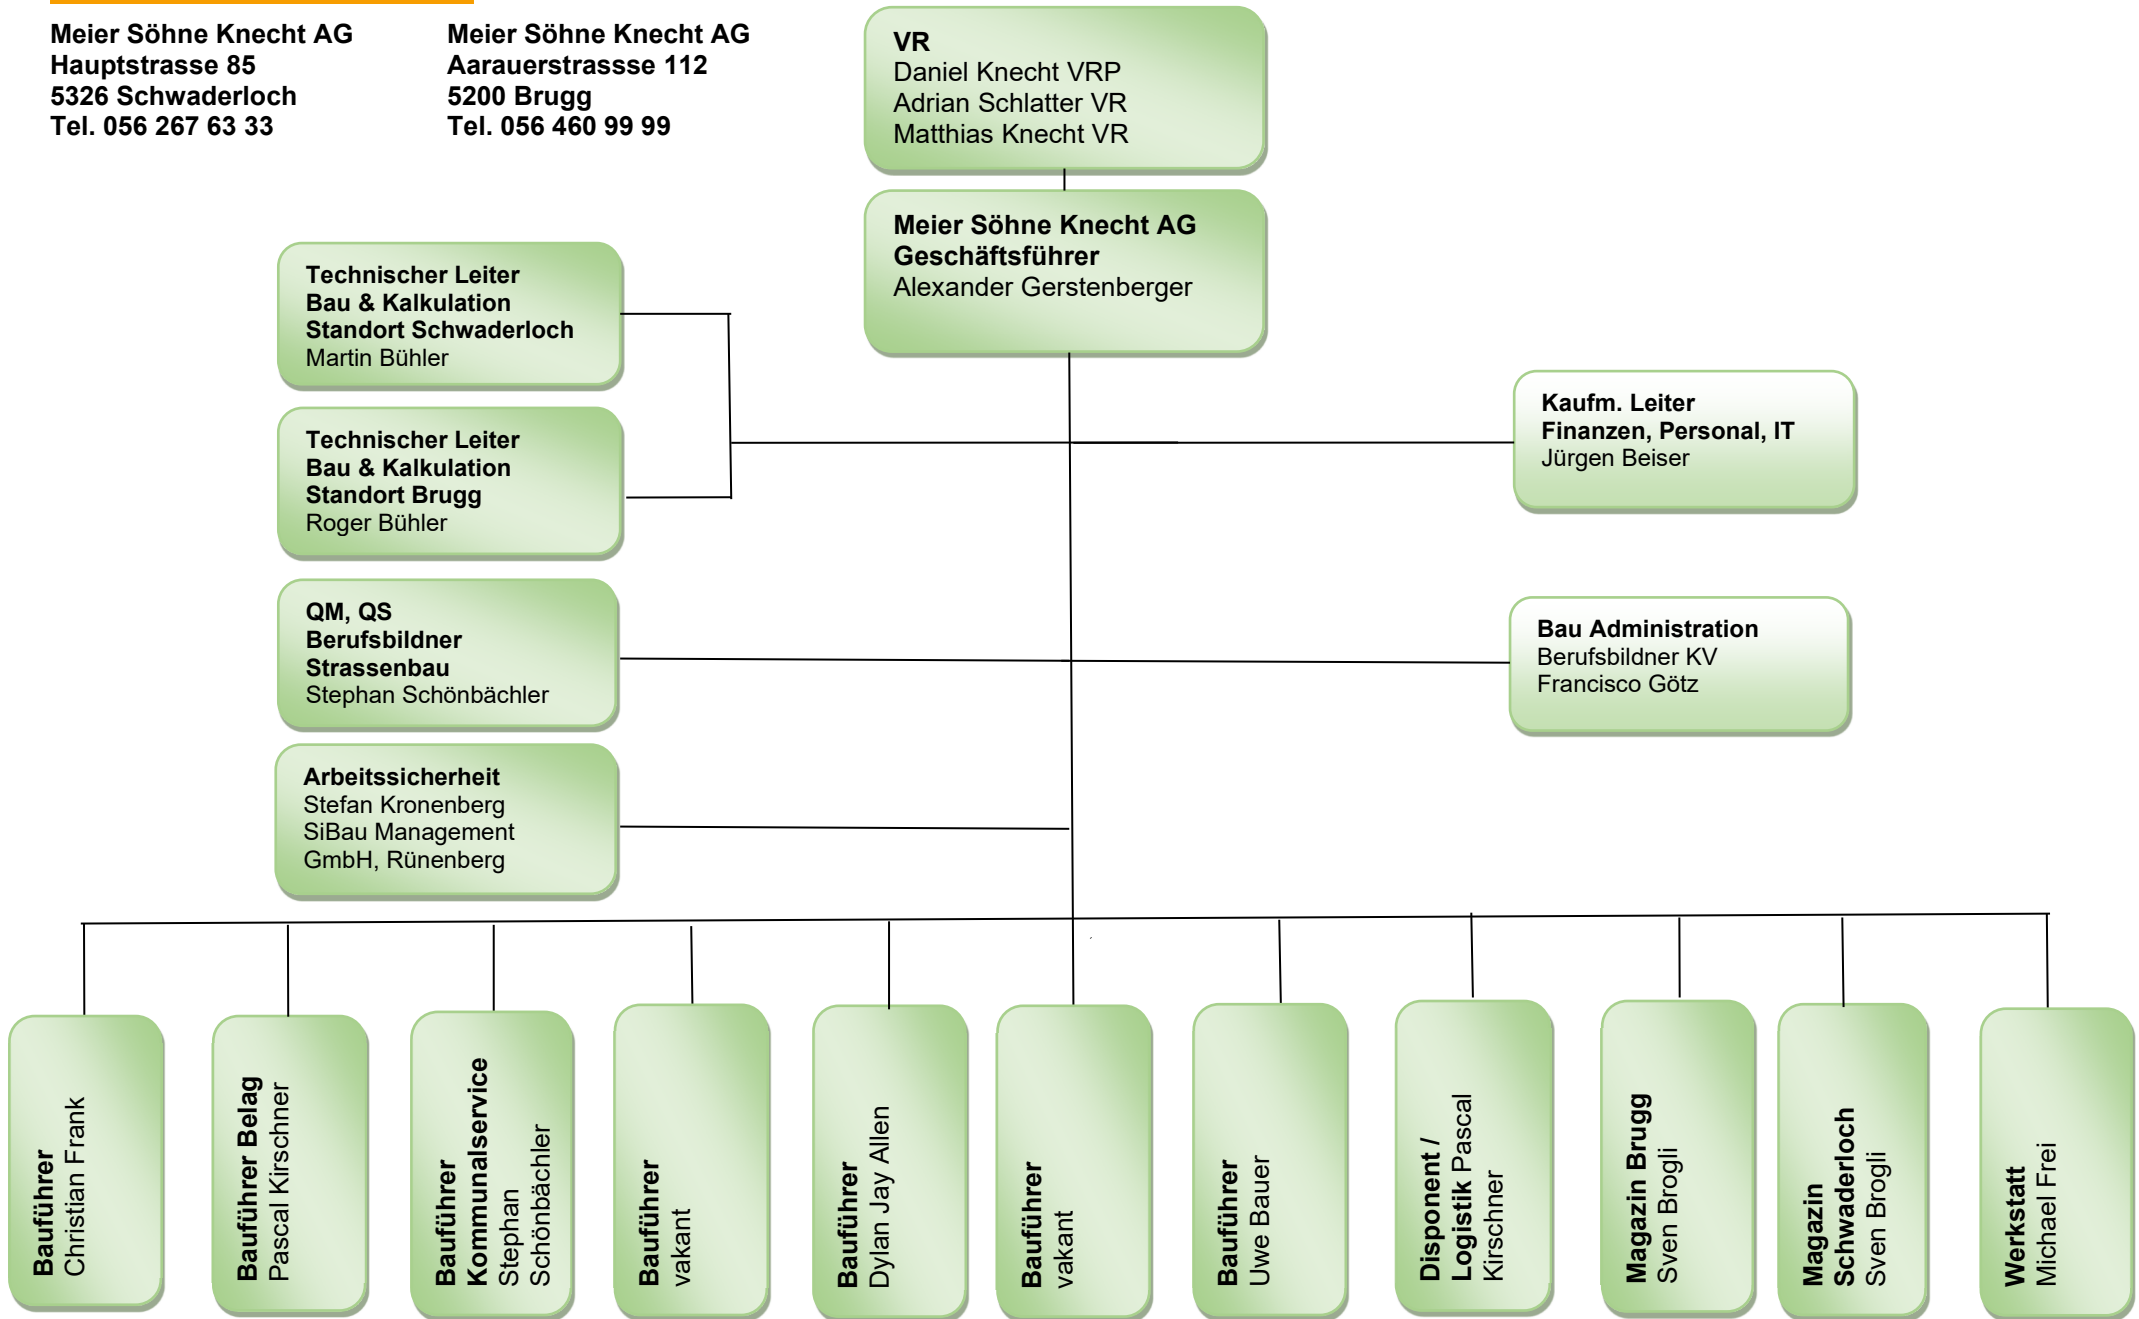 Meier Söhne Knecht AG
Hauptstrasse 85
5326 Schwaderloch
Tel. 056 267 63 33
Meier Söhne Knecht AG
Aarauerstrassse 112
5200 Brugg
Tel. 056 460 99 99
VR
Daniel Knecht VRP
Adrian Schlatter VR
Matthias Knecht VR
Meier Söhne Knecht AG
Geschäftsführer
Alexander Gerstenberger
Technischer Leiter
Bau & Kalkulation
Standort Schwaderloch
Martin Bühler
Technischer Leiter
Bau & Kalkulation
Standort Brugg
Roger Bühler
Kaufm. Leiter
Finanzen, Personal, IT
Jürgen Beiser
QM, QS
Berufsbildner
Strassenbau
Stephan Schönbächler
Bau Administration
Berufsbildner KV
Francisco Götz
Arbeitssicherheit
Stefan Kronenberg
SiBau Management
GmbH, Rünenberg
Bauführer
Christian Frank
Bauführer Belag
Pascal Kirschner
Bauführer
Kommunalservice
Stephan
Schönbächler
Bauführer
vakant
Bauführer
Dylan Jay Allen
Bauführer
vakant
Bauführer
Uwe Bauer
Disponent /
Logistik Pascal
Kirschner
Magazin Brugg
Sven Brogli
Magazin
Schwaderloch
Sven Brogli
Werkstatt
Michael Frei